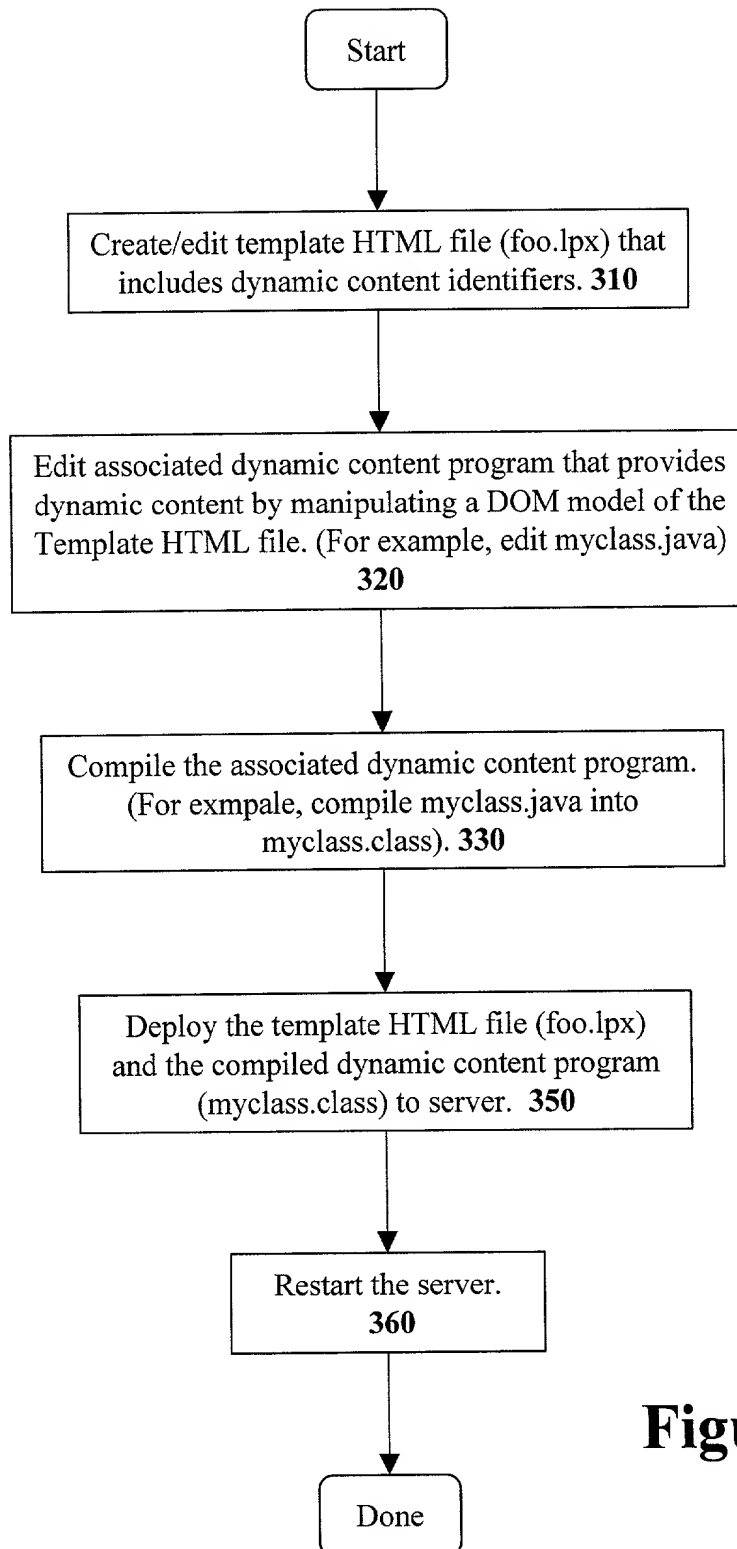 Start
Create/edit template HTML file (foo.lpx) that
includes dynamic content identifiers. 310
Edit associated dynamic content program that provides
dynamic content by manipulating a DOM model of the
Template HTML file. (For example, edit myclass.java)
320
Compile the associated dynamic content program.
(For exmpale, compile myclass.java into
myclass.class). 330
Deploy the template HTML file (foo.lpx)
and the compiled dynamic content program
(myclass.class) to server. 350
Restart the server.
360
Done